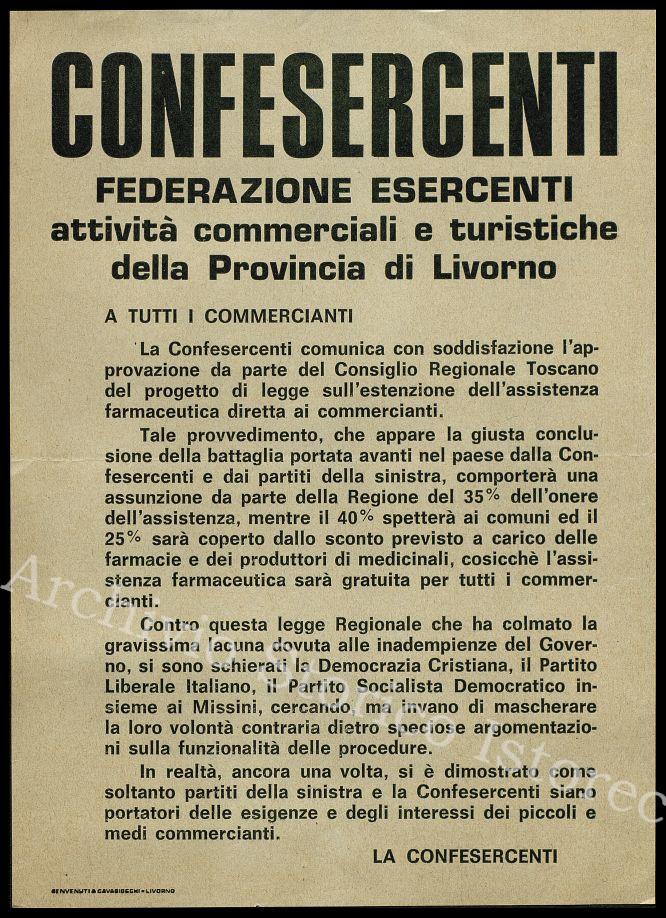 CONFESERCENTI
FEDERAZIONE ESERCENTI
attività commerciali e turistiche
della Provincia di Livorno
A TUTTI I COMMERCIANTI
La Confesercenti comunica con soddisfazione l'ap-
provazione da parte del Consiglio Regionale Toscano
del progetto di legge sull'estenzione dell'assistenza
farmaceutica diretta ai commercianti.
Tale provvedimento, che appare la giusta conclu-
sione della battaglia portata avanti nel paese dalla Con-
fesercenti e dai partiti della sinistra, comporterà una
assunzione da parte della Regione del 35% dell'onere
dell'assistenza, mentre il 40% spetterà ai comuni ed il
25% sarà coperto dallo sconto previsto a carico delle
farmacie e dei produttori di medicinali, cosicchè l'assi-
stenza farmaceutica sarà gratuita per tutti i commer-
cianti.
Contro questa legge Regionale che ha colmato la
gravissima lacuna dovuta alle inadempienze del Gover-
no, si sono schierati la Democrazia Cristiana, il Partito
Liberale Italiano, il Partito Socialista Democratico in-
sieme ai Missini, cercando, ma invano di mascherare
la loro volontà contraria dietro speciose argomentazio-
ni sulla funzionalità delle procedure.
In realtà, ancora una volta, si è dimostrato come
soltanto partiti della sinistra e la Confesercenti siano
portatori delle esigenze e degli interessi dei piccoli e
medi commercianti.
LA CONFESERCENTI
BENVENUTI & CAVASIDECHI - LIVORNO
Archivio Storico Istorec